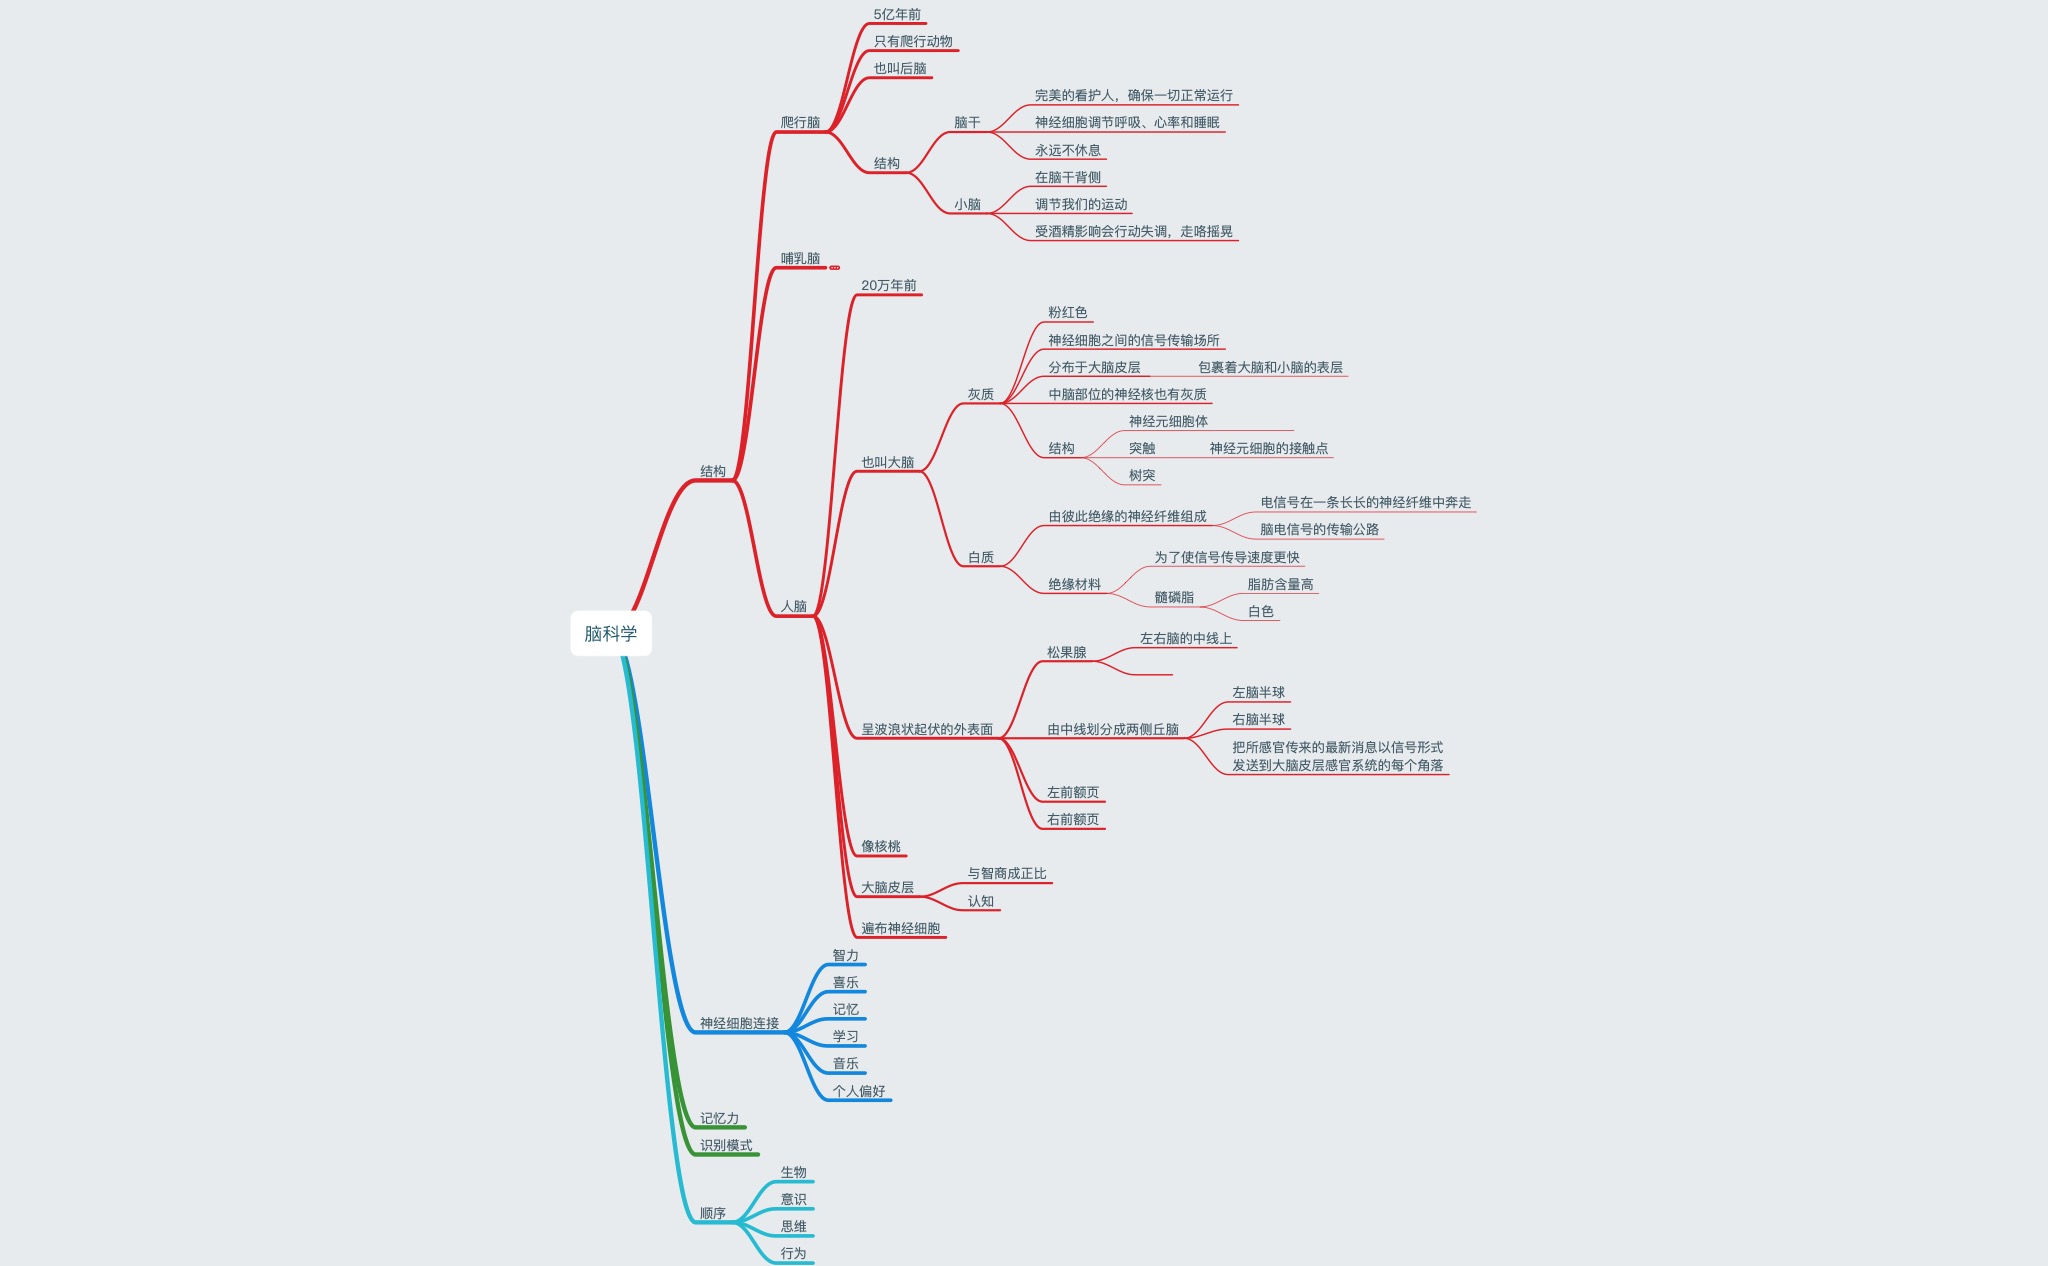 5亿年前
只有爬行动物
也叫后脑
完美的看护人，确保一切正常运行
爬行脑
脑干
神经细胞调节呼吸、心率和睡眠
永远不休息
结构
在脑干背侧
小脑
调节我们的运动
受酒精影响会行动失调，走咯摇晃
哺乳脑
20万年前
粉红色
神经细胞之间的信号传输场所
分布于大脑皮层
包裹着大脑和小脑的表层
灰质
中脑部位的神经核也有灰质
神经元细胞体
结构
突触
神经元细胞的接触点
树突
也叫大脑
结构
电信号在一条长长的神经纤维中奔走
由彼此绝缘的神经纤维组成
脑电信号的传输公路
白质
为了使信号传导速度更快
绝缘材料
脂肪含量高
髓磷脂
白色
人脑
脑科学
左右脑的中线上
松果腺
左脑半球
右脑半球
呈波浪状起伏的外表面
由中线划分成两侧丘脑
把所感官传来的最新消息以信号形式
发送到大脑皮层感官系统的每个角落
左前额页
右前额页
像核桃
与智商成正比
大脑皮层
认知
遍布神经细胞
智力
喜乐
记忆
神经细胞连接
学习
音乐
个人偏好
记忆力
识别模式
生物
意识
顺序
思维
行为